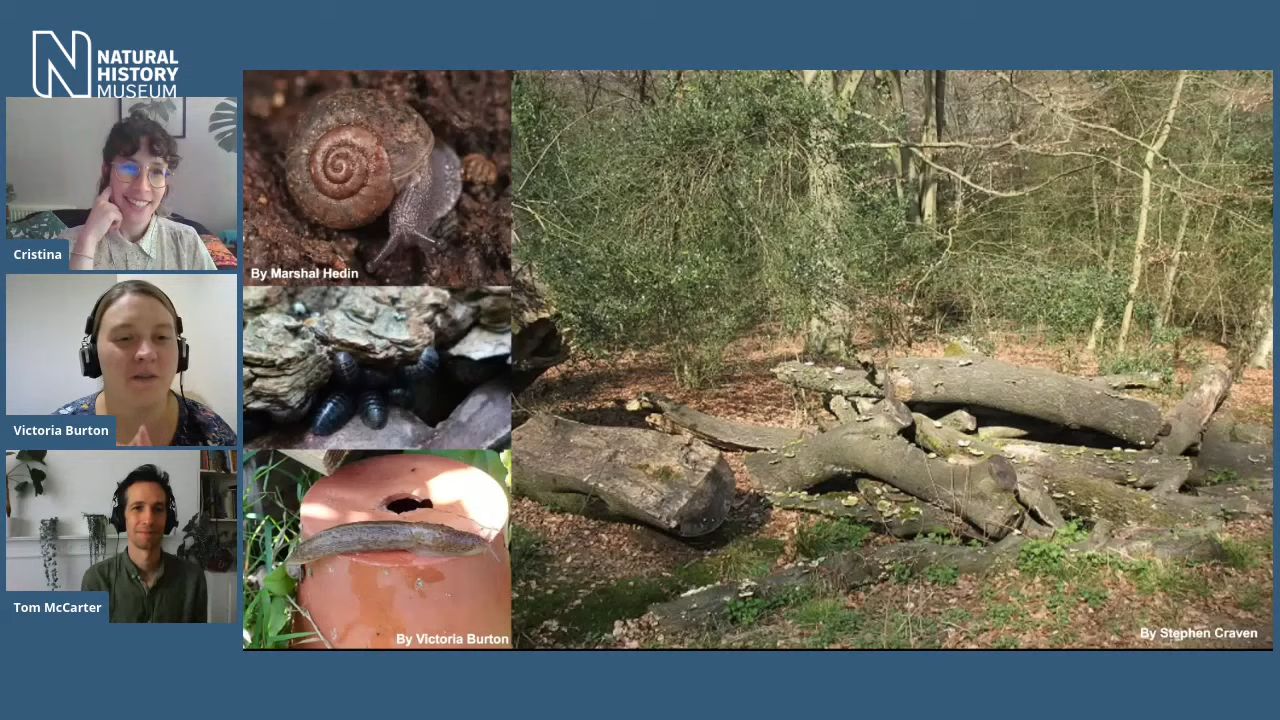 NATURAL
HISTORY
MUSEUM
Cristina
Victoria Burton
Tom McCarter
By Marshal Hedin
By Victoria Burton
By Stephen Craven